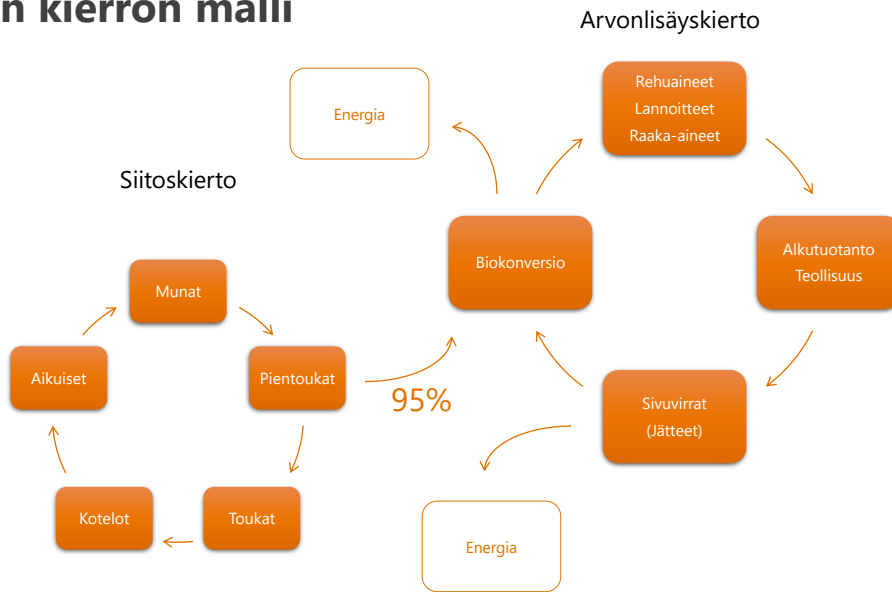 n kierron malli
Arvonlisäyskierto
Rehuaineet
Lannoitteet
Raaka-aineet
Energia
Siitoskierto
Biokonversio
Alkutuotanto
Teollisuus
Munat
Aikuiset
Pientoukat
95%
Sivuvirrat
(Jätteet)
Kotelot
Toukat
Energia